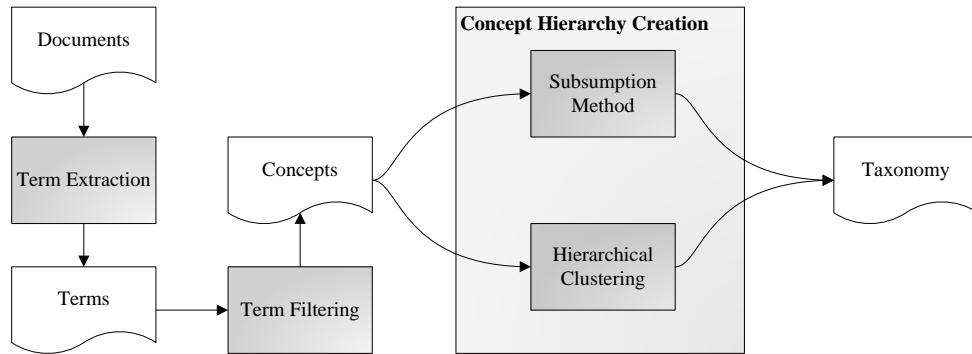 Documents
Term Extraction
Terms
Term Filtering
Concepts
Concept Hierarchy Creation
Subsumption
Method
Hierarchical
Clustering
Taxonomy